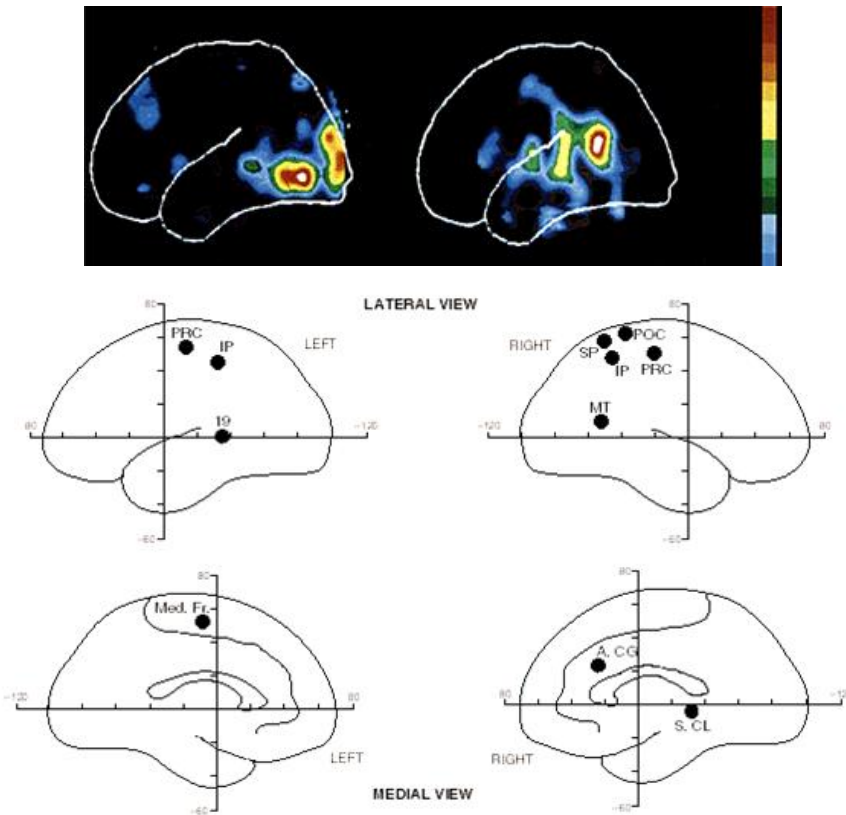 80
LATERAL VIEW
PRC
IP
LEFT
RIGHT
POC
SP
IP
PRC
19
MT
80
-120
-120
80
-60
-60
80
80
Med. Fr.
A. CG
-120
80
80
-12
S. CL
LEFT
RIGHT
MEDIAL VIEW
-60
-60